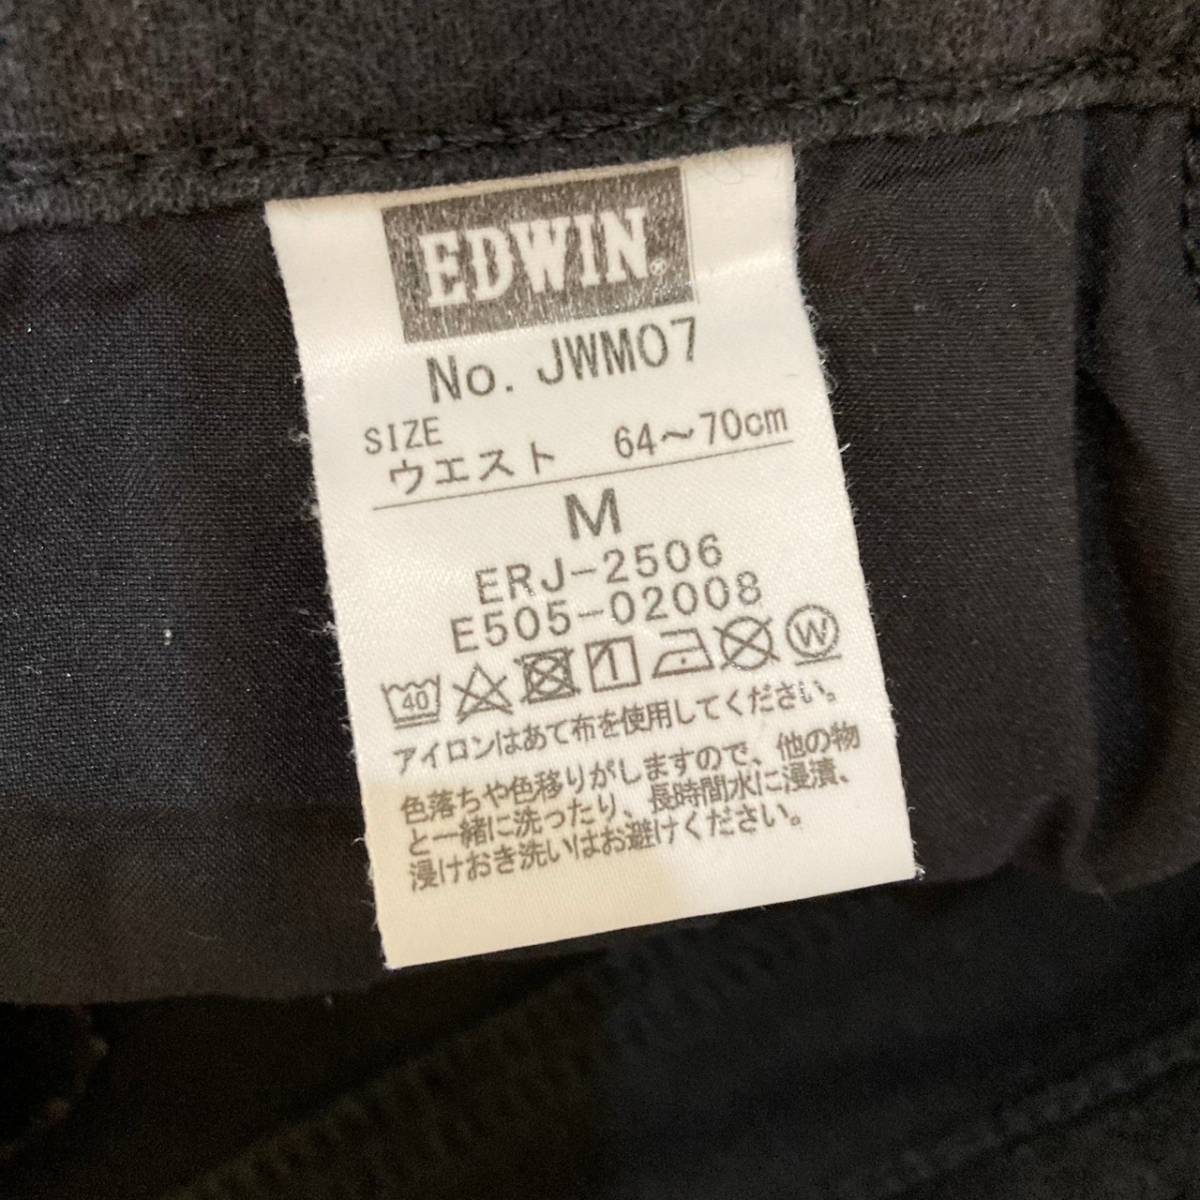 EDWIN®
No. JWM07
SIZE
ウエスト 64～70cm
M
ERJ-2506
E505-02008
40 1 W
アイロンはあて布を使用してください。
色落ちや色移りがしますので、他の物
と一緒に洗ったり、長時間水に浸漬、
浸けおき洗いはお避けください。